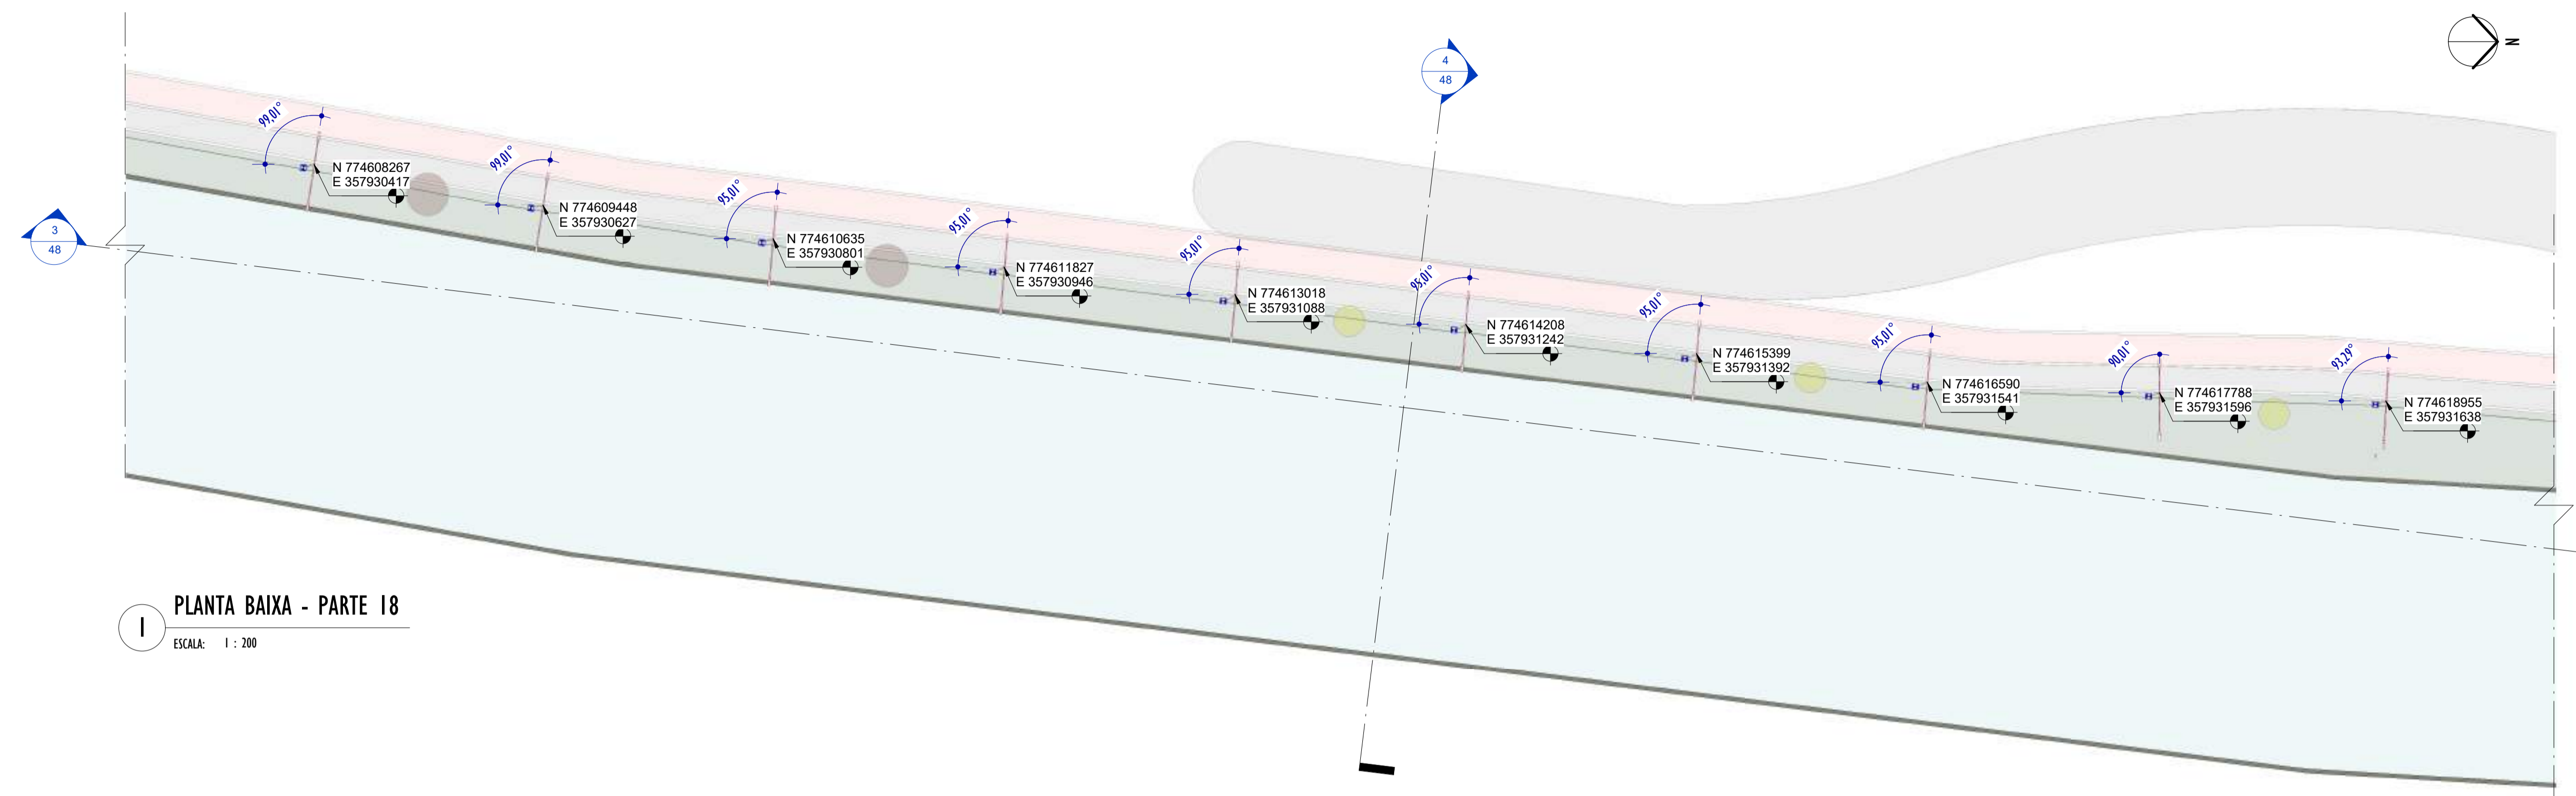 4
48
N
99,01°
N 774608267
E 357930417
99,01°
N 774609448
E 357930627
95,01°
N 774610635
E 357930801
95,01°
N 774611827
E 357930946
95,01°
N 774613018
E 357931088
95,01°
N 774614208
E 357931242
95,01°
N 774615399
E 357931392
95,01°
N 774616590
E 357931541
90,01°
N 774617788
E 357931596
93,29°
N 774618955
E 357931638
3
48
1
PLANTA BAIXA - PARTE 18
ESCALA: 1 : 200